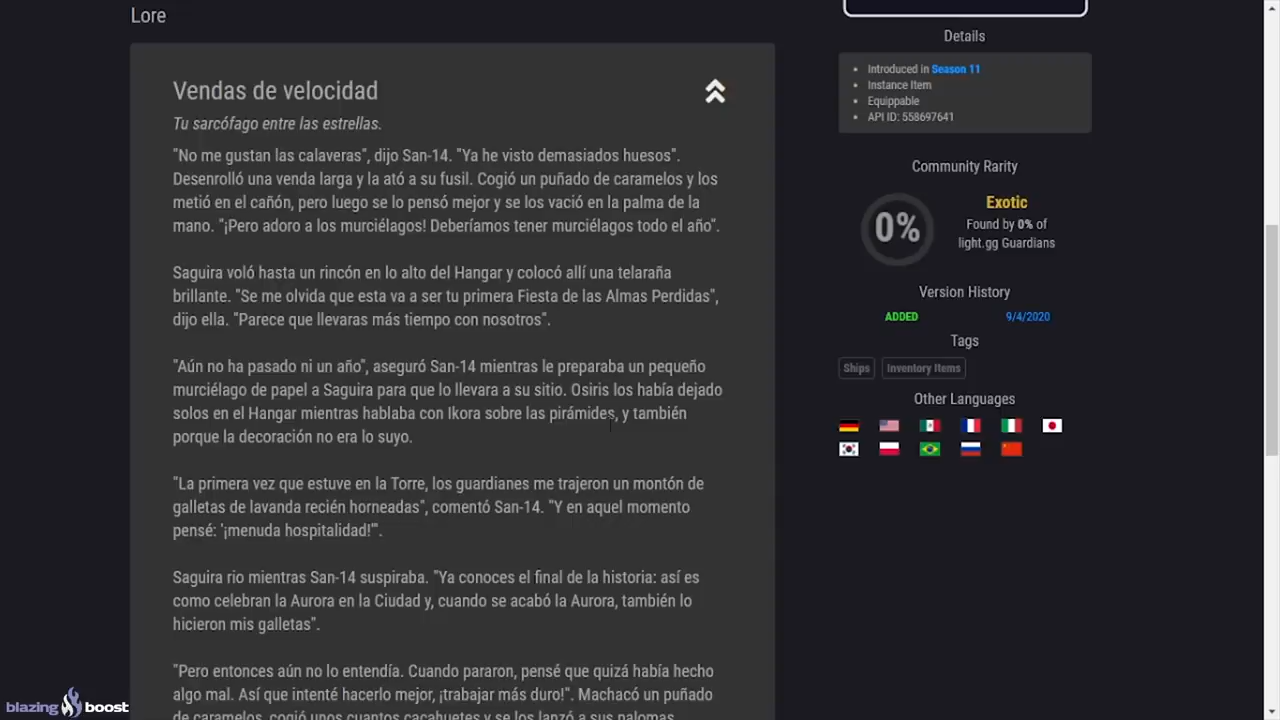 Lore
Vendas de velocidad
Tu sarcófago entre las estrellas.
"No me gustan las calaveras", dijo San-14. "Ya he visto demasiados huesos".
Desenrolló una venda larga y la ató a su fusil. Cogió un puñado de caramelos y los
metió en el cañón, pero luego se lo pensó mejor y se los vació en la palma de la
mano. "¡Pero adoro a los murciélagos! Deberíamos tener murciélagos todo el año".
Saguira voló hasta un rincón en lo alto del Hangar y colocó allí una telaraña
brillante. "Se me olvida que esta va a ser tu primera Fiesta de las Almas Perdidas",
dijo ella. "Parece que llevaras más tiempo con nosotros".
"Aún no ha pasado ni un año", aseguró San-14 mientras le preparaba un pequeño
murciélago de papel a Saguira para que lo llevara a su sitio. Osiris los había dejado
solos en el Hangar mientras hablaba con Ikora sobre las pirámides, y también
porque la decoración no era lo suyo.
"La primera vez que estuve en la Torre, los guardianes me trajeron un montón de
galletas de lavanda recién horneadas", comentó San-14. "Y en aquel momento
pensé: '¡menuda hospitalidad!'".
Saguira rio mientras San-14 suspiraba. "Ya conoces el final de la historia: así es
como celebran la Aurora en la Ciudad y, cuando se acabó la Aurora, también lo
hicieron mis galletas".
"Pero entonces aún no lo entendía. Cuando pararon, pensé que quizá había hecho
algo mal. Así que intenté hacerlo mejor, ¡trabajar más duro!". Machacó un puñado
de caramelos, cogió unos cuantos cacahuetes y se los lanzó a sus palomas.
Details
Introduced in Season 11
Instance Item
Equippable
API ID: 558697641
Community Rarity
0%
Exotic
Found by 0% of
light.gg Guardians
Version History
ADDED 9/4/2020
Tags
Ships Inventory Items
Other Languages
blazing boost